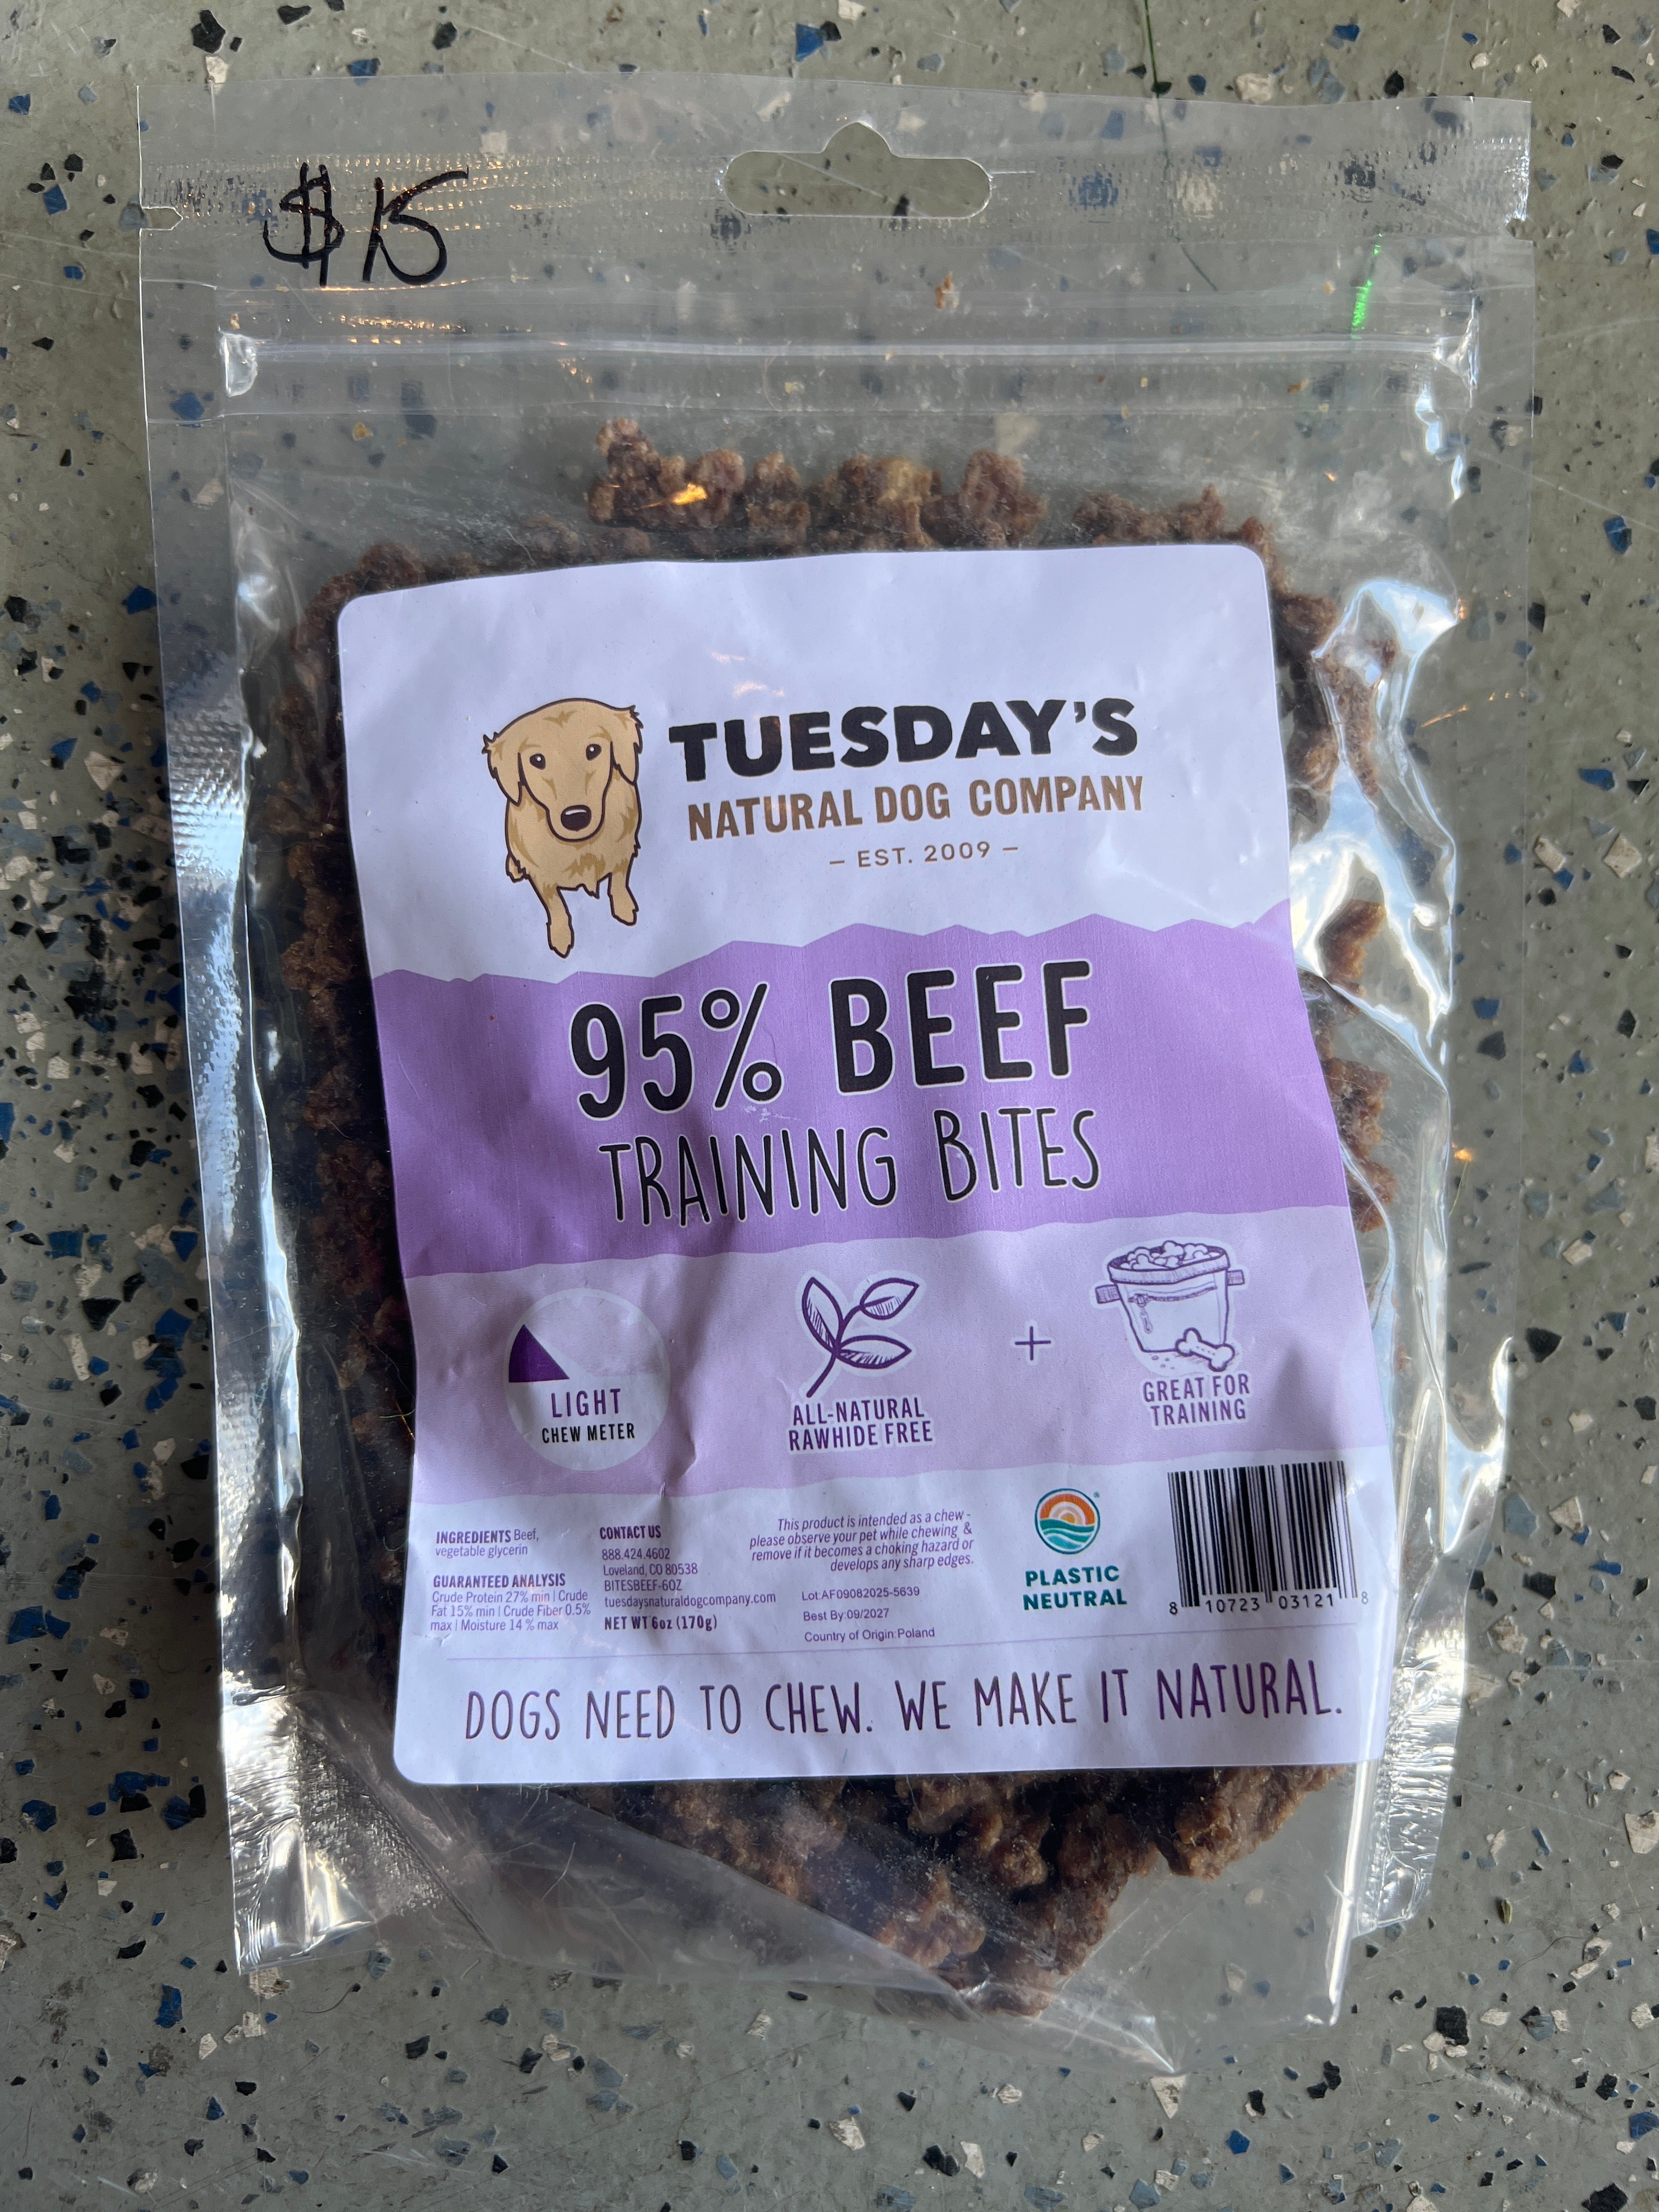 $15
TUESDAY'S
NATURAL DOG COMPANY
– EST. 2009 –
95% BEEF
TRAINING BITES
LIGHT
CHEW METER
ALL-NATURAL
RAWHIDE FREE
+
GREAT FOR
TRAINING
INGREDIENTS Beef,
vegetable glycerin
GUARANTEED ANALYSIS
Crude Protein 27% min | Crude
Fat 15% min | Crude Fiber 0.5%
max | Moisture 14 % max
CONTACT US
888.424.4602
Loveland, CO 80538
BITESBEEF-6OZ
tuesdaysnaturaldogcompany.com
NET WT 6oz (170g)
This product is intended as a chew -
please observe your pet while chewing &
remove if it becomes a choking hazard or
develops any sharp edges.
Lot:AF09082025-5639
Best By:09/2027
Country of Origin:Poland
PLASTIC
NEUTRAL
8 10723 03121 8
DOGS NEED TO CHEW. WE MAKE IT NATURAL.